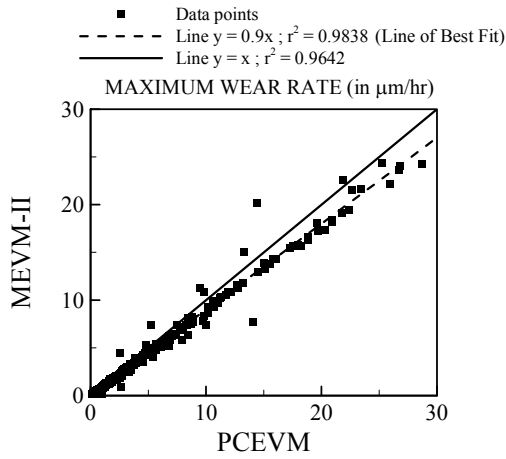 Data points
Line y = 0.9x ; r² = 0.9838 (Line of Best Fit)
Line y = x ; r² = 0.9642
MAXIMUM WEAR RATE (in μm/hr)
30
20
10
0
MEVM-II
0 10 20 30
PCEVM